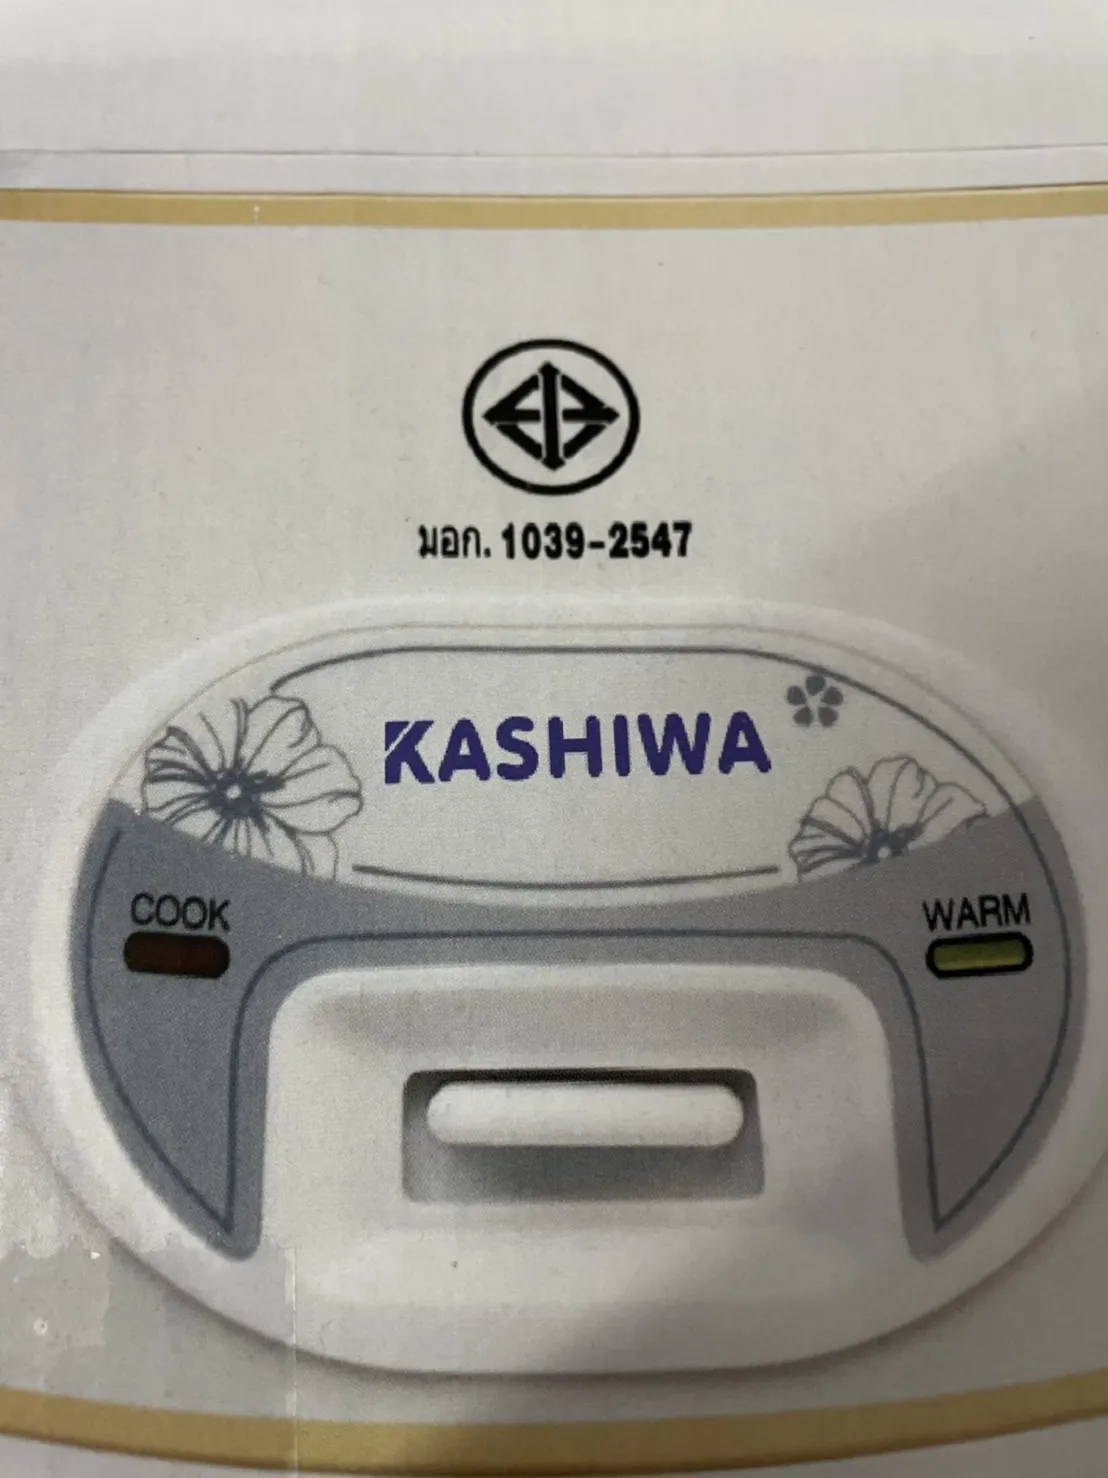 มอก. 1039-2547
KASHIWA
COOK
WARM